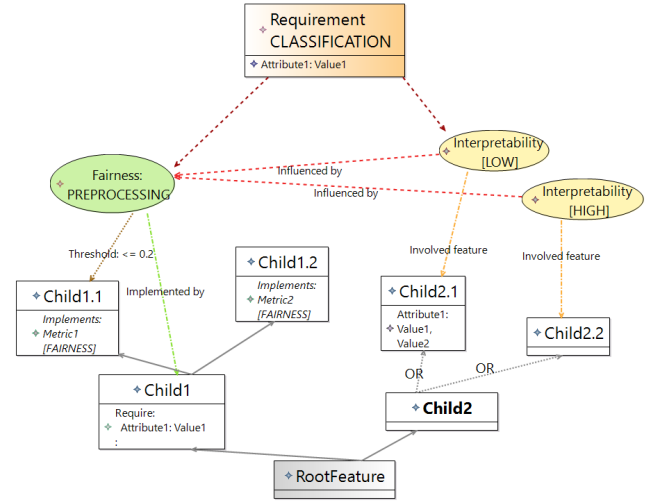 Requirement
CLASSIFICATION
Attribute1: Value1
Interpretability
[LOW]
Fairness:
PREPROCESSING
Influenced by
Influenced by
Interpretability
[HIGH]
Threshold: <= 0.2
Involved feature
Child1.2
Implements:
Metric2
[FAIRNESS]
Implemented by
Child1.1
Implements:
Metric1
[FAIRNESS]
Child2.1
Attribute1:
Value1,
Value2
Child2.2
OR
OR
Child1
Require:
Attribute1: Value1
:
Child2
RootFeature